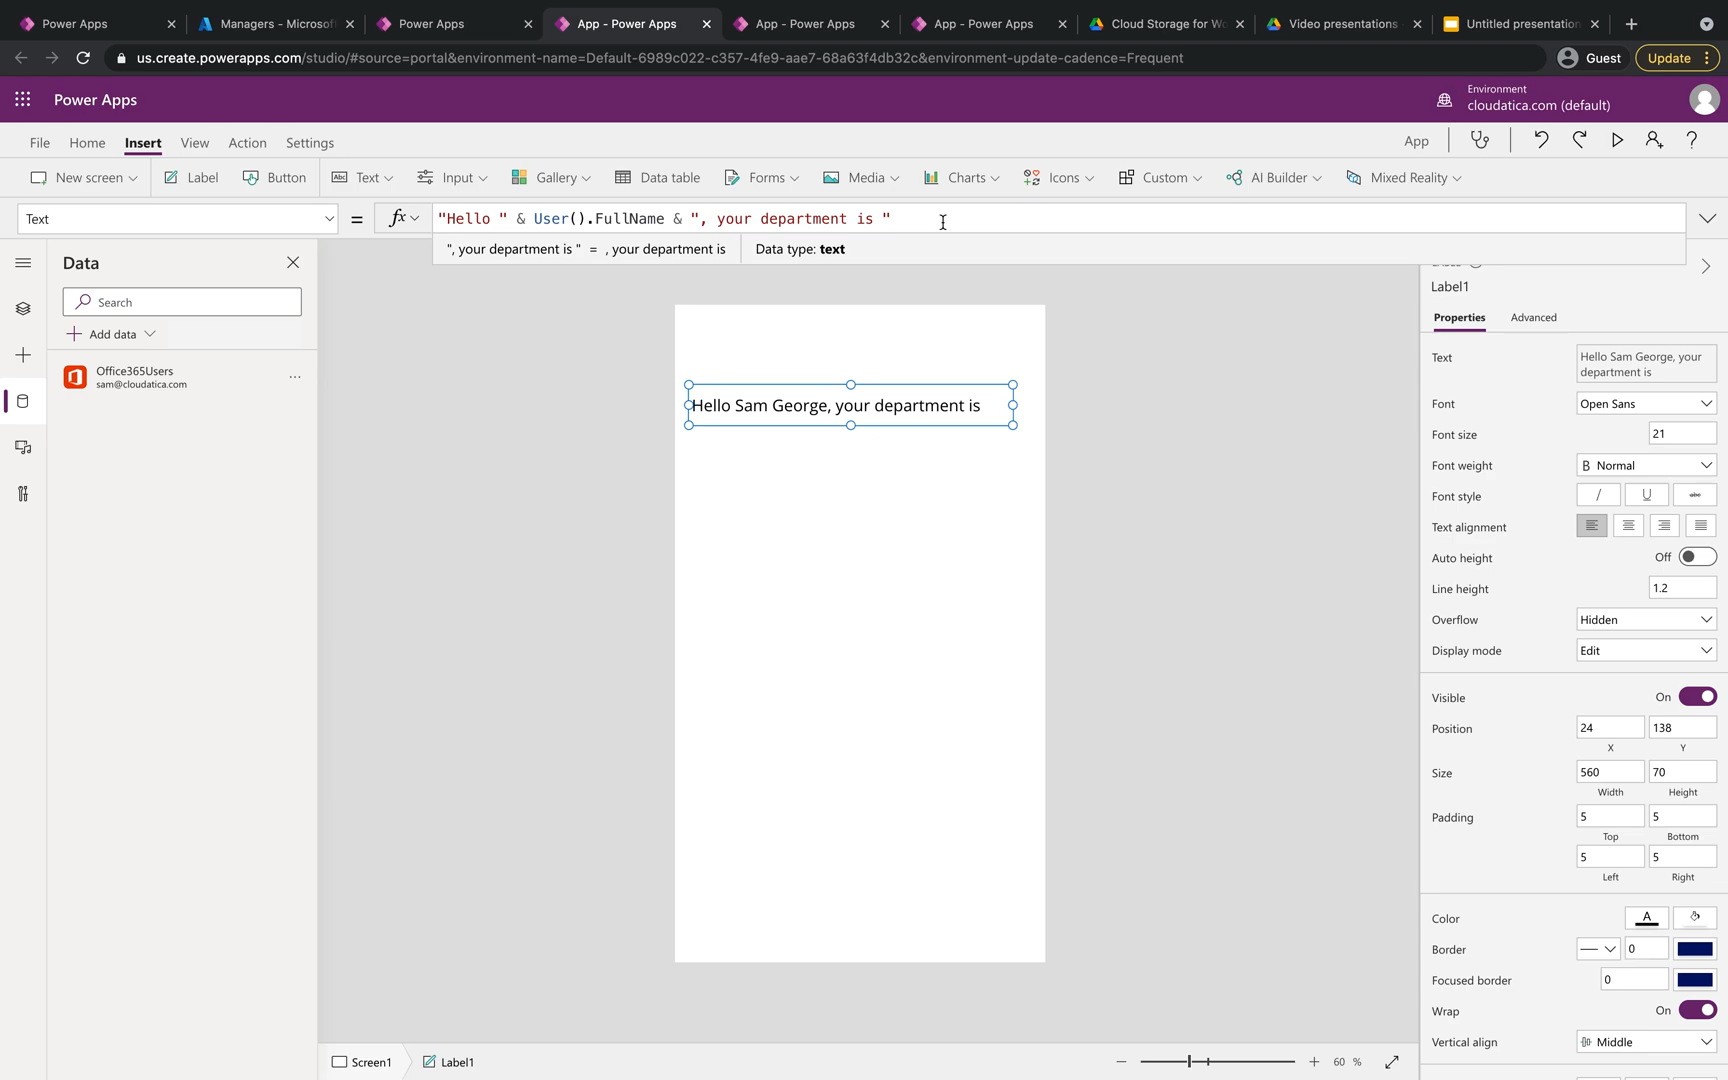 Power Apps
Managers - Microsof
Power Apps
App - Power Apps
App - Power Apps
App - Power Apps
Cloud Storage for Wo
Video presentations
Untitled presentation
us.create.powerapps.com/studio/#source=portal&environment-name=Default-6989c022-c357-4fe9-aae7-68a63f4db32c&environment-update-cadence=Frequent
Guest
Update
Power Apps
Environment
cloudatica.com (default)
File Home Insert View Action Settings
App
New screen Label Button Text Input Gallery Data table Forms Media Charts Icons Custom AI Builder Mixed Reality
Text
= fx
"Hello " & User().FullName & ", your department is "
", your department is " = , your department is
Data type: text
Data
Search
Add data
Office365Users
sam@cloudatica.com
Hello Sam George, your department is
Label1
Properties Advanced
Text
Hello Sam George, your
department is
Font Open Sans
Font size 21
Font weight B Normal
Font style / U abc
Text alignment
Auto height Off
Line height 1.2
Overflow Hidden
Display mode Edit
Visible On
Position 24 138
X Y
Size 560 70
Width Height
Padding 5 5
Top Bottom
5 5
Left Right
Color A
Border 0
Focused border 0
Wrap On
Vertical align Middle
Screen1 Label1
60 %